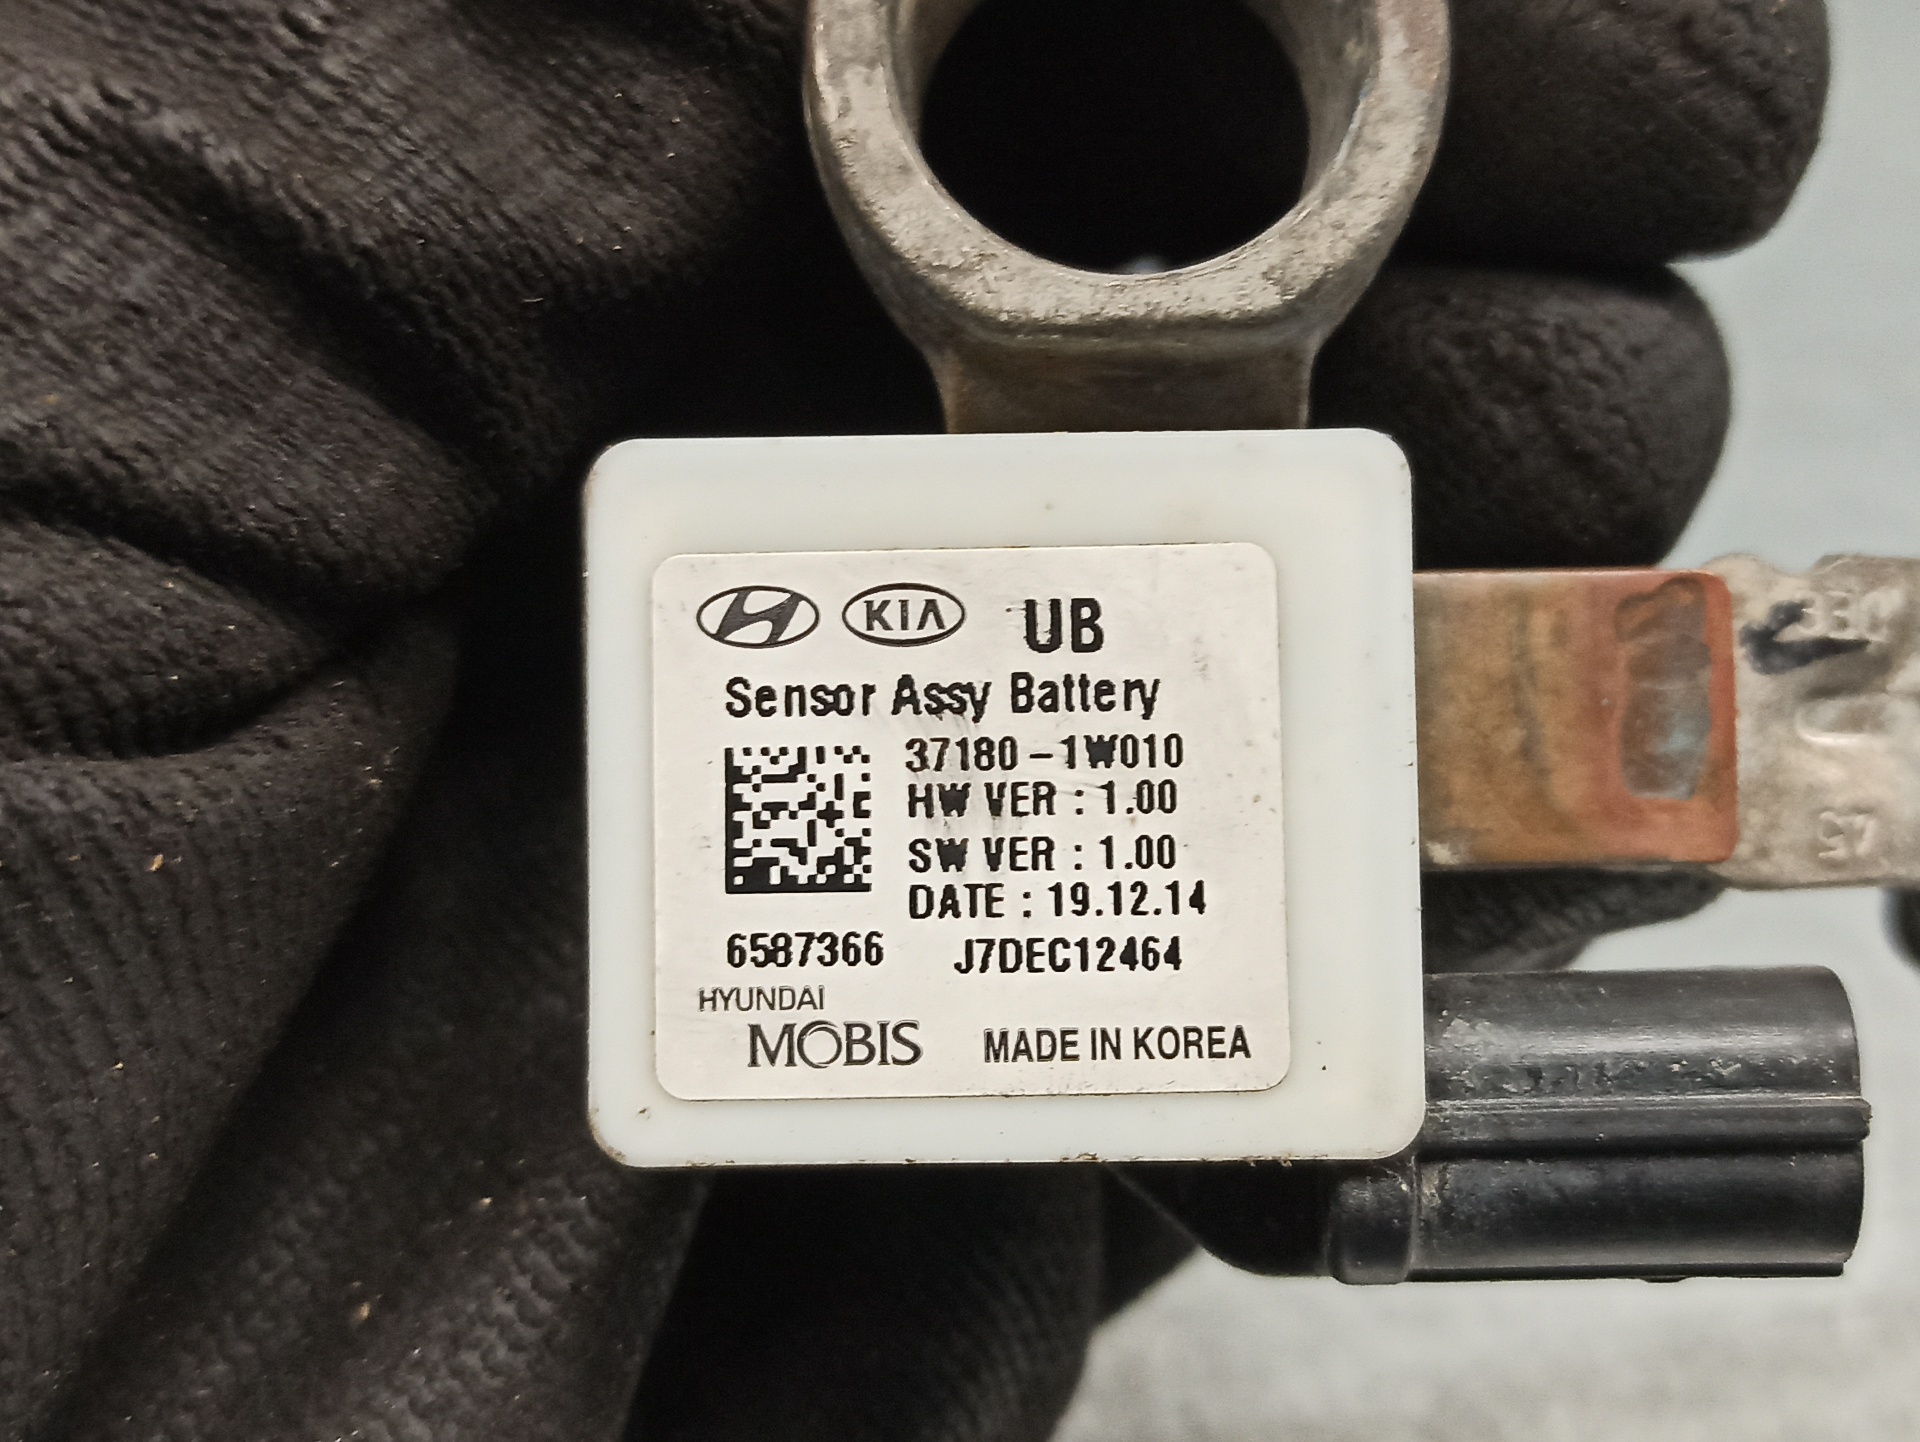 KIA UB
Sensor Assy Battery
37180-1W010
HW VER : 1.00
SW VER : 1.00
DATE : 19.12.14
6587366 J7DEC12464
HYUNDAI
MOBIS MADE IN KOREA